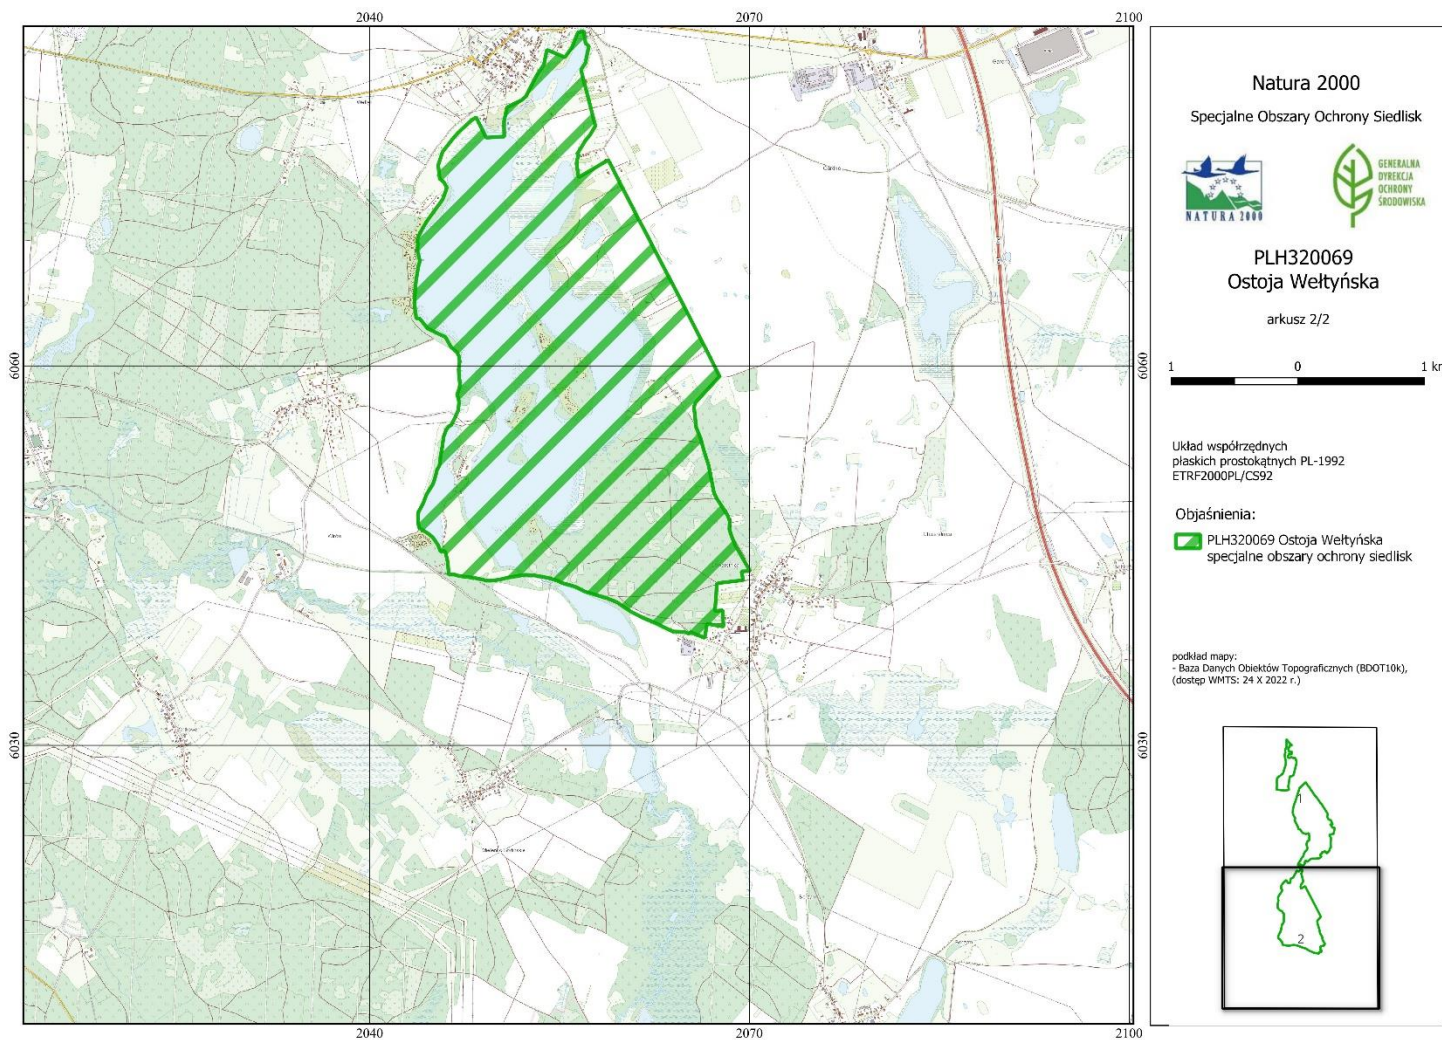 2040 2070 2100
6060 6060
6030 6030
2040 2070 2100
Natura 2000
Specjalne Obszary Ochrony Siedlisk
NATURA 2000
GENERALNA
DYREKCJA
OCHRONY
ŚRODOWISKA
PLH320069
Ostoja Wełtyńska
arkusz 2/2
1 0 1 km
Układ współrzędnych
płaskich prostokątnych PL-1992
ETRF2000PL/CS92
Objaśnienia:
PLH320069 Ostoja Wełtyńska
specjalne obszary ochrony siedlisk
podkład mapy:
- Baza Danych Obiektów Topograficznych (BDOT10k),
(dostęp WMTS: 24 X 2022 r.)
1
2